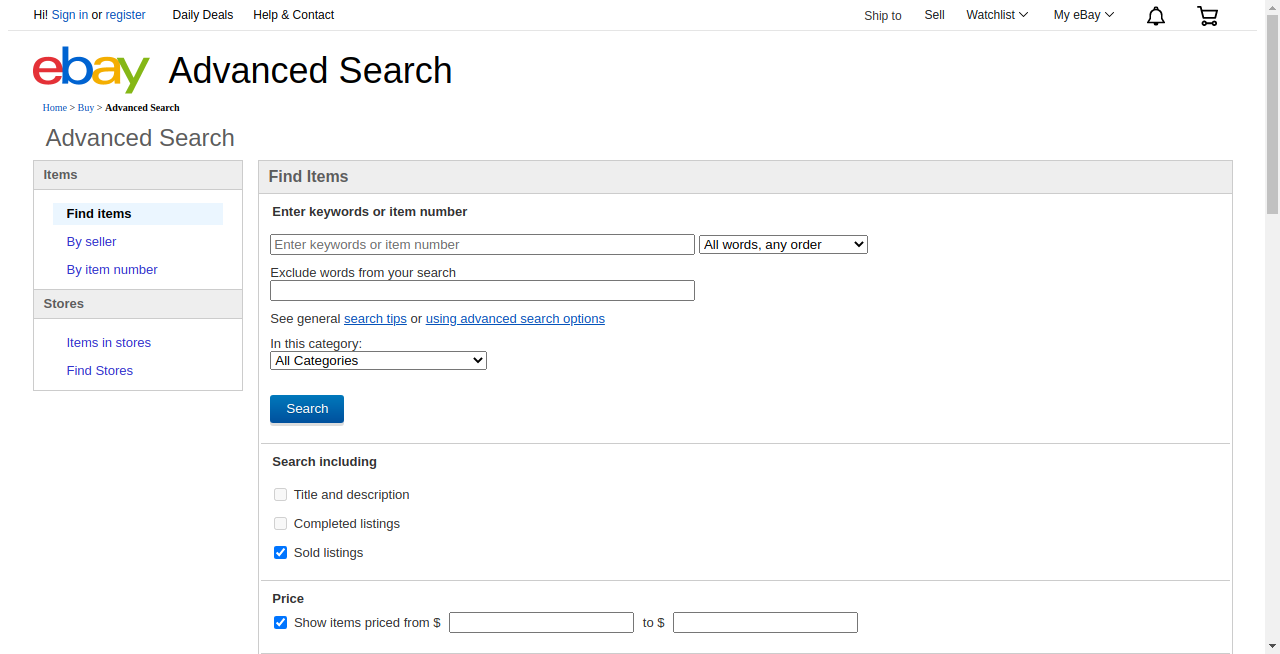 Hi! Sign in or register Daily Deals Help & Contact Ship to Sell Watchlist My eBay
ebay Advanced Search
Home > Buy > Advanced Search
Advanced Search
Items
Find items
By seller
By item number
Stores
Items in stores
Find Stores
Find Items
Enter keywords or item number
Enter keywords or item number All words, any order
Exclude words from your search
See general search tips or using advanced search options
In this category:
All Categories
Search
Search including
Title and description
Completed listings
Sold listings
Price
Show items priced from $ to $